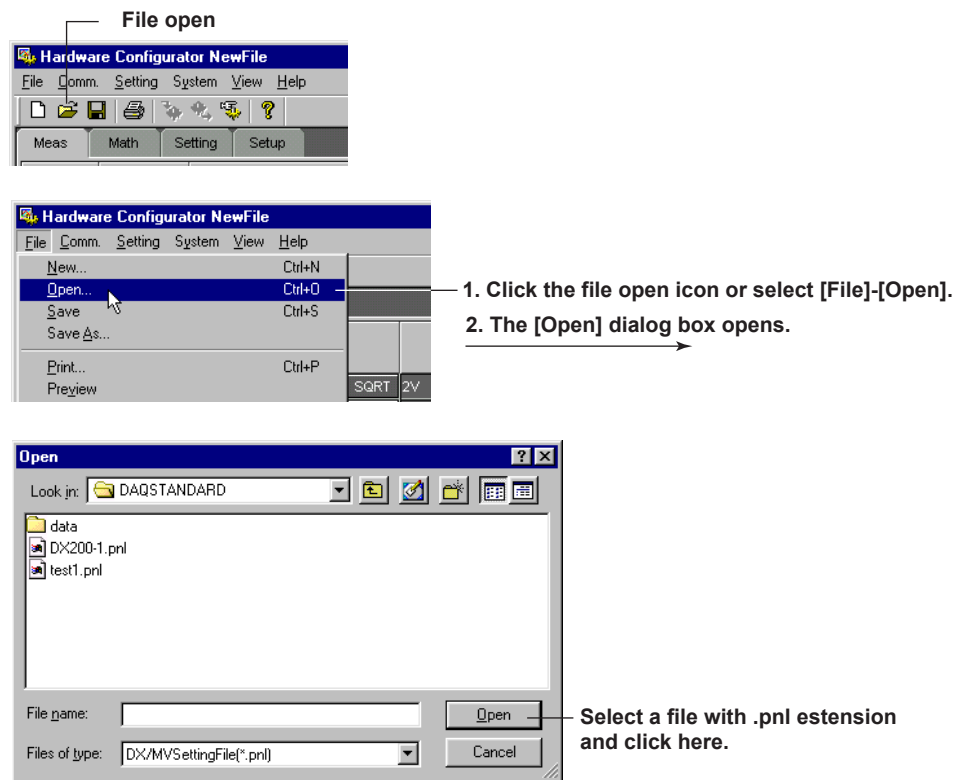 File open
Hardware Configurator NewFile
File Comm. Setting System View Help
Meas Math Setting Setup
Hardware Configurator NewFile
File Comm. Setting System View Help
New... Ctrl+N
Open... Ctrl+O
Save Ctrl+S
Save As...
Print... Ctrl+P
Preview
SQRT 2V
1. Click the file open icon or select [File]-[Open].
2. The [Open] dialog box opens.
Open
Look in: DAQSTANDARD
data
DX200-1.pnl
test1.pnl
File name: Open
Files of type: DX/MVSettingFile(*.pnl) Cancel
Select a file with .pnl estension
and click here.